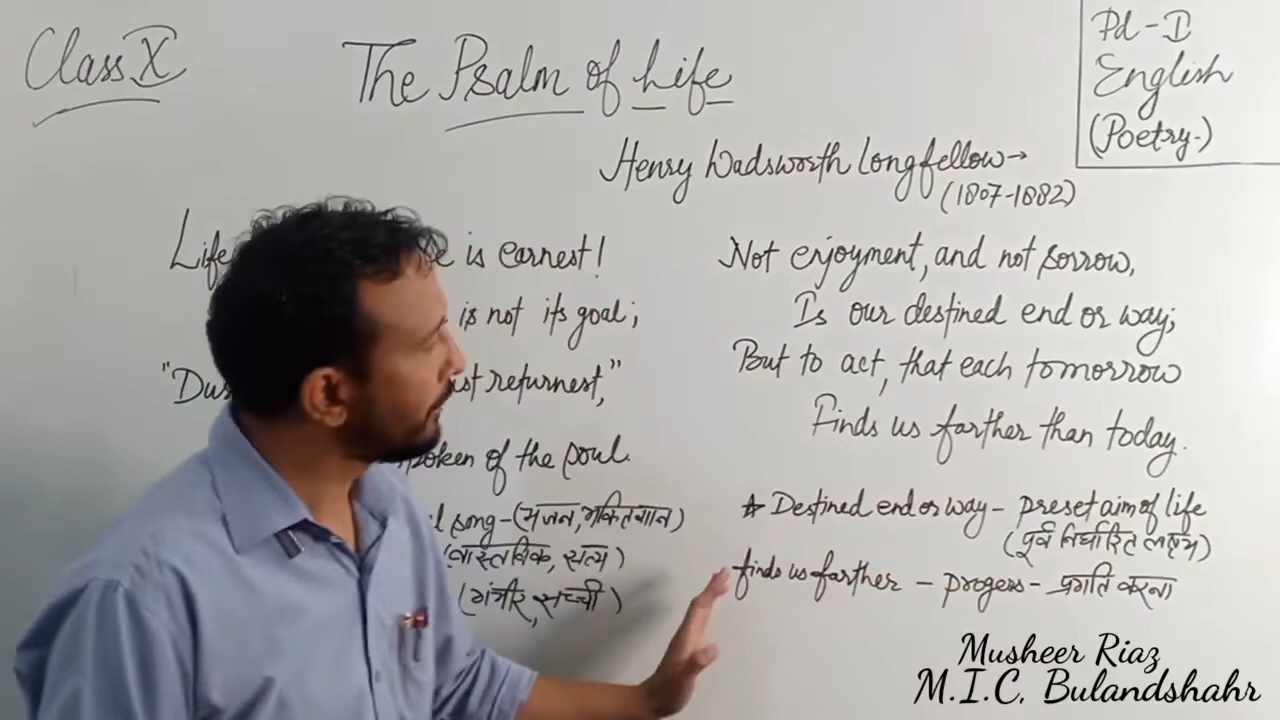 Class X
The Psalm of Life
Pd - I
English
(Poetry.)
Henry Wadsworth Longfellow→
(1807-1882)
Life is earnest!
is not its goal;
returnest,"
spoken of the soul.
song-(भजन, भक्तिगान)
(वास्तविक, सत्य)
(गंभीर, सच्ची)
Not enjoyment, and not sorrow,
Is our destined end or way;
But to act, that each tomorrow
Finds us farther than today.
* Destined end or way - preset aim of life
(पूर्व निर्धारित लक्ष्य)
finds us farther - progess - प्रगति करना
Musheer Riaz
M.I.C. Bulandshahr